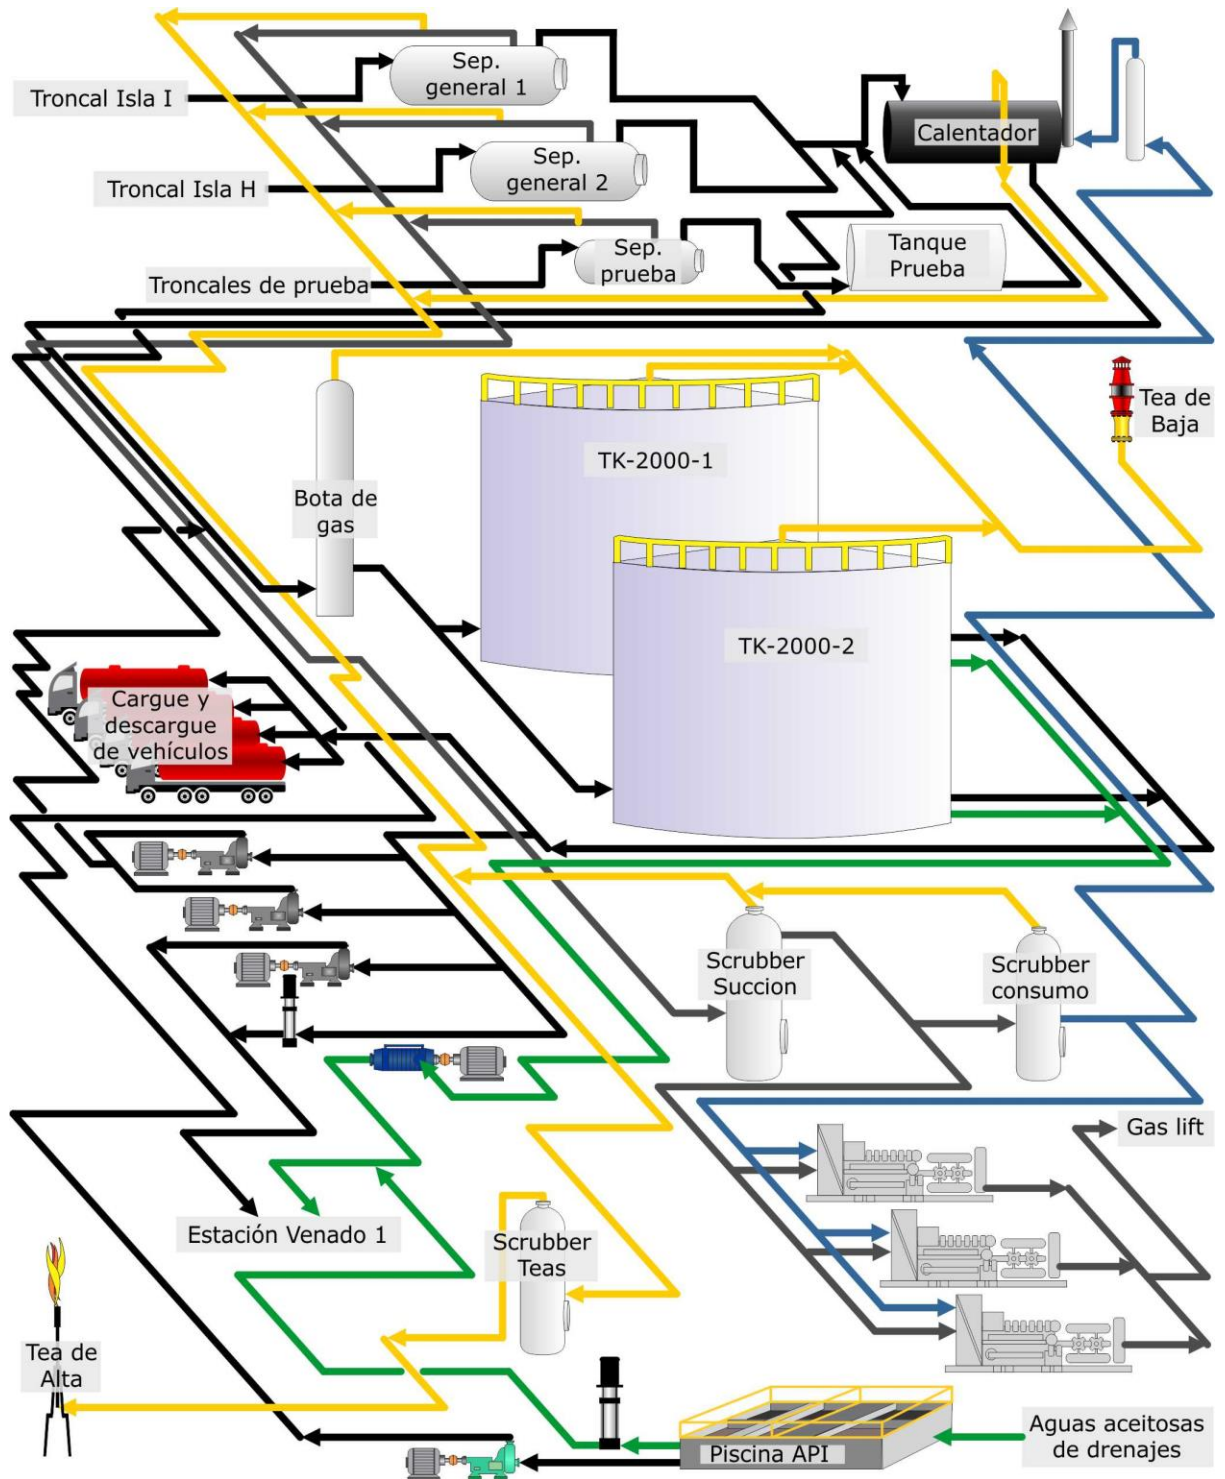 Sep.
general 1
Troncal Isla I
Calentador
Sep.
general 2
Troncal Isla H
Sep.
prueba
Tanque
Prueba
Troncales de prueba
Tea de
Baja
TK-2000-1
Bota de
gas
TK-2000-2
Cargue y
descargue
de vehículos
Scrubber
Succion
Scrubber
consumo
Gas lift
Estación Venado 1
Scrubber
Teas
Tea de
Alta
Piscina API
Aguas aceitosas
de drenajes